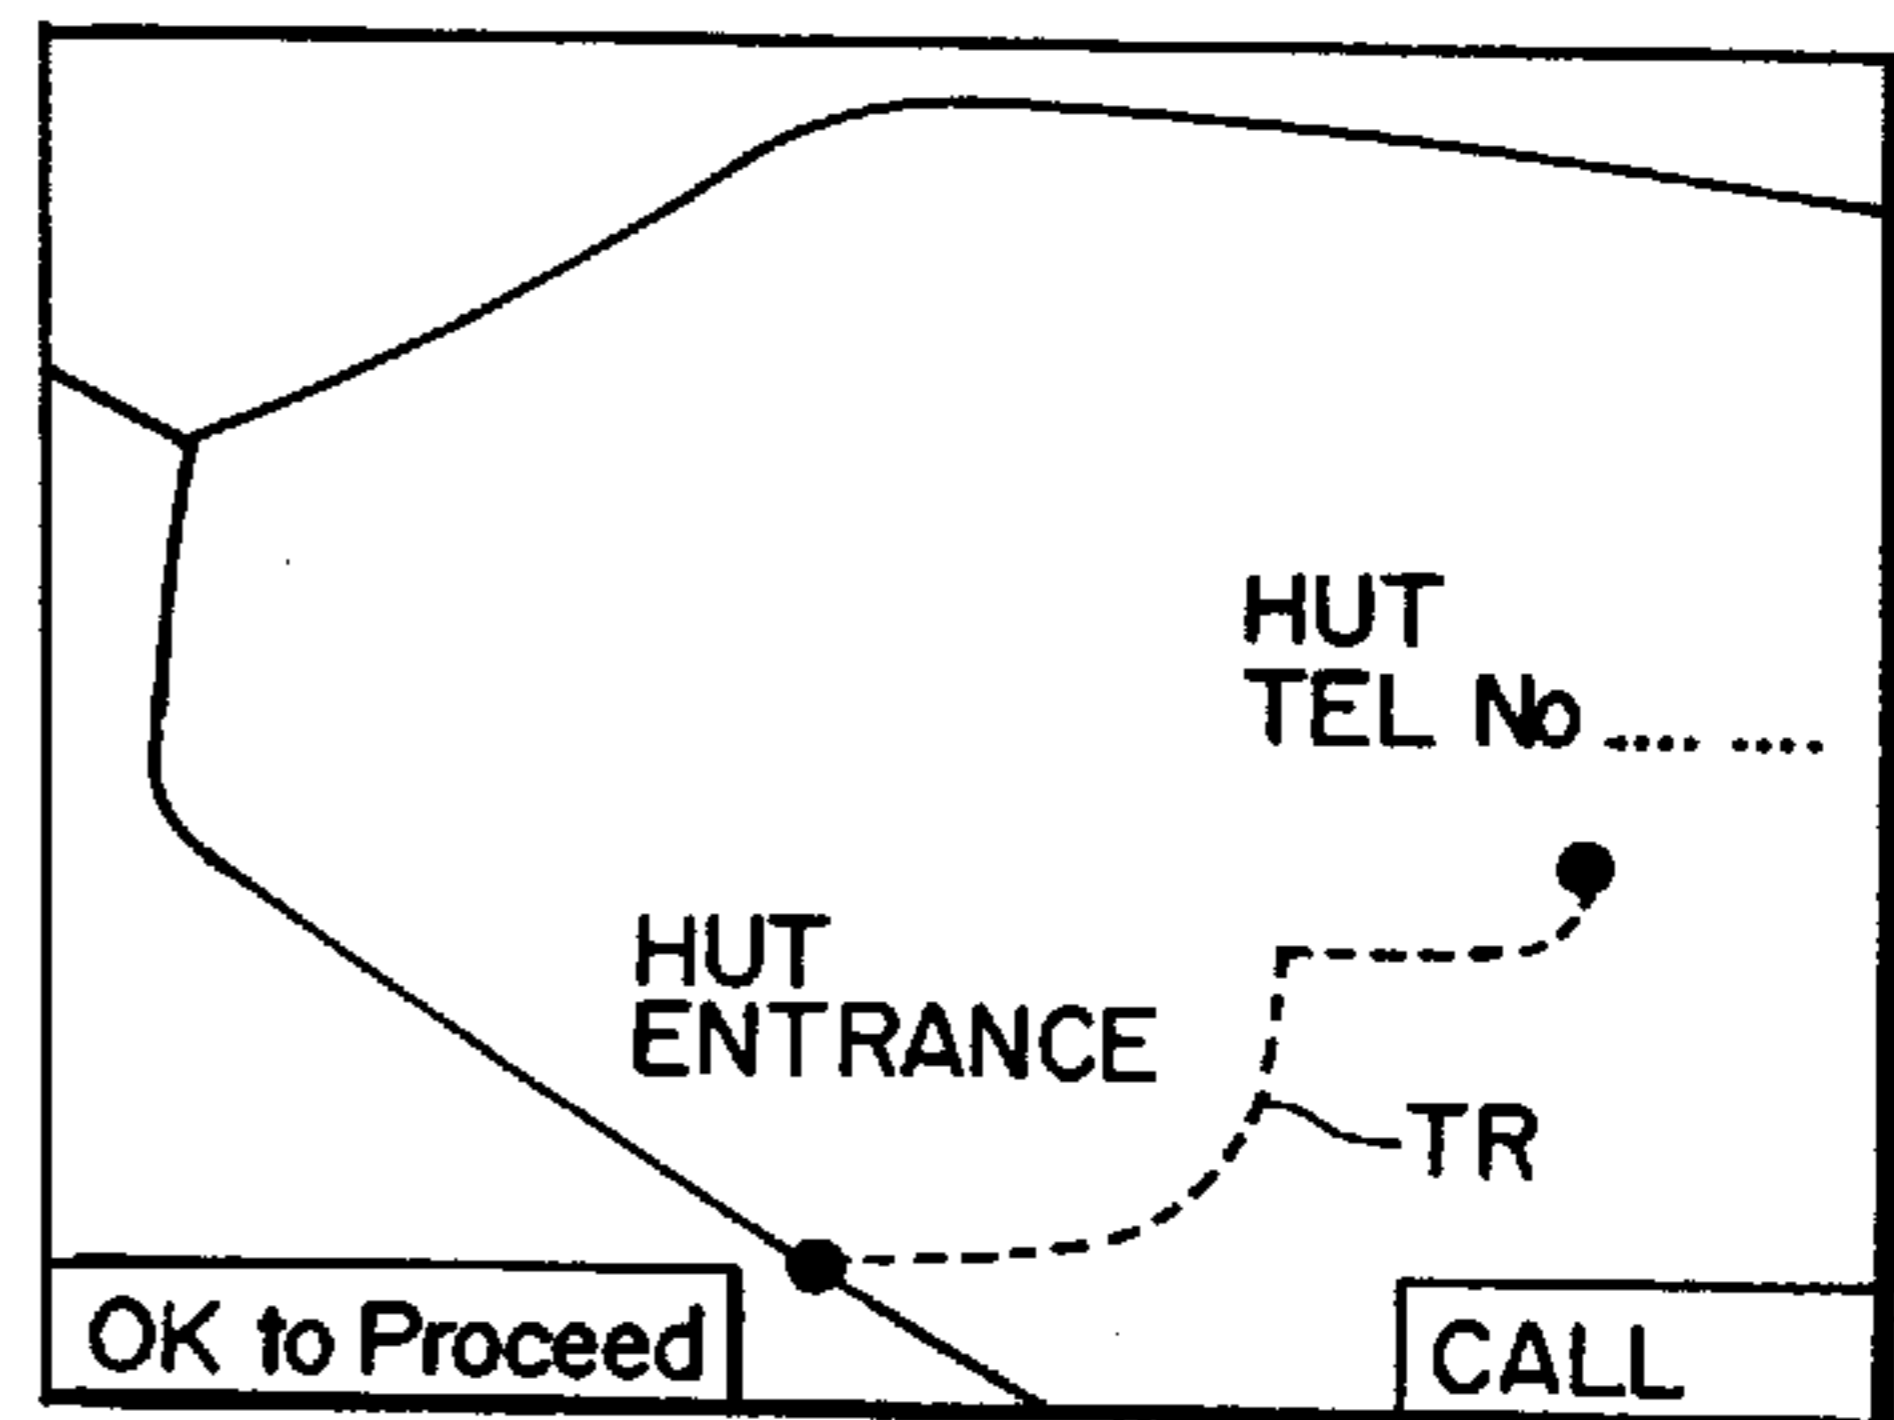 HUT
TEL No..... ....
HUT
ENTRANCE
TR
OK to Proceed
CALL